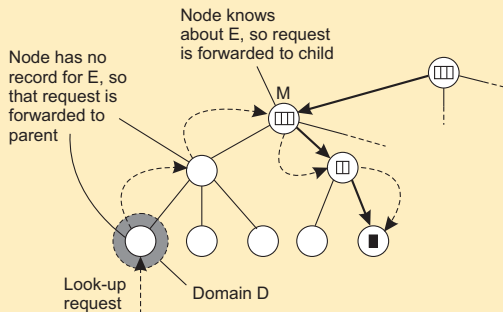 Node knows
about E, so request
is forwarded to child
Node has no
record for E, so
that request is
forwarded to
parent
M
Look-up
request
Domain D